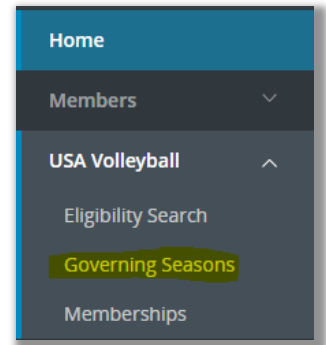 Home
Members
USA Volleyball
Eligibility Search
Governing Seasons
Memberships